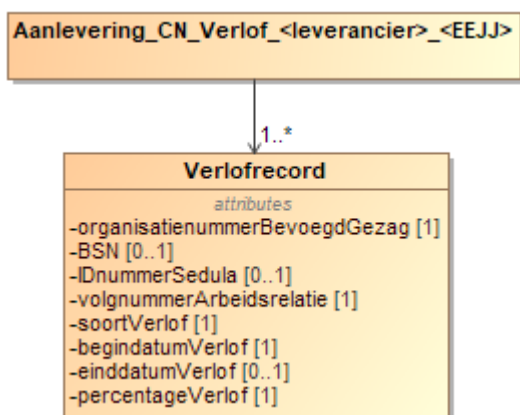 Aanlevering_CN_Verlof_<leverancier>_<EEJJ>
1..*
Verlofrecord
attributes
-organisatienummerBevoegdGezag [1]
-BSN [0..1]
-IDnummerSedula [0..1]
-volgnummerArbeidsrelatie [1]
-soortVerlof [1]
-begindatumVerlof [1]
-einddatumVerlof [0..1]
-percentageVerlof [1]